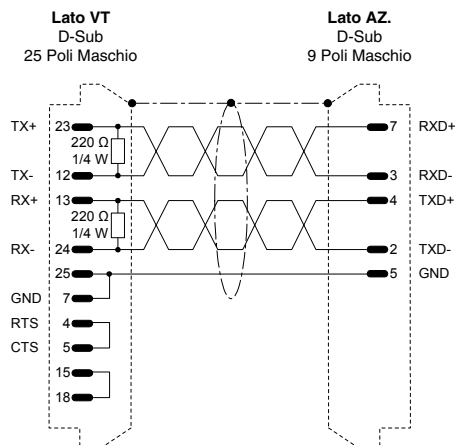 Lato VT
D-Sub
25 Poli Maschio
Lato AZ.
D-Sub
9 Poli Maschio
TX+ 23
7 RXD+
220 Ω
1/4 W
TX- 12
3 RXD-
RX+ 13
4 TXD+
220 Ω
1/4 W
RX- 24
2 TXD-
25
5 GND
GND 7
RTS 4
CTS 5
15
18